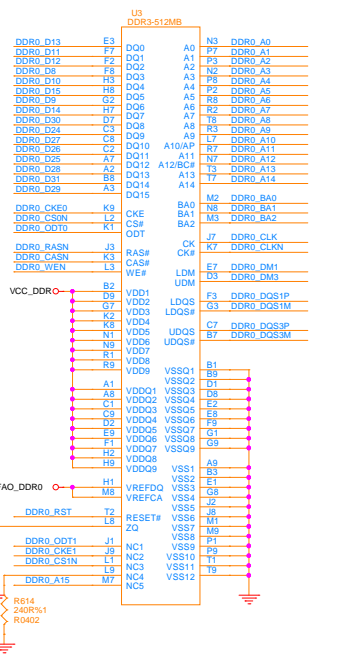 U3
DDR3-512MB
DDR0_D13 E3 DQ0 A0 N3 DDR0_A0
DDR0_D11 F7 DQ1 A1 P7 DDR0_A1
DDR0_D12 F2 DQ2 A2 P3 DDR0_A2
DDR0_D8 F8 DQ3 A3 N2 DDR0_A3
DDR0_D10 H3 DQ4 A4 P8 DDR0_A4
DDR0_D15 H8 DQ5 A5 P2 DDR0_A5
DDR0_D9 G2 DQ6 A6 R8 DDR0_A6
DDR0_D14 H7 DQ7 A7 R2 DDR0_A7
DDR0_D30 D7 DQ8 A8 T8 DDR0_A8
DDR0_D24 C3 DQ9 A9 R3 DDR0_A9
DDR0_D27 C8 DQ10 A10/AP L7 DDR0_A10
DDR0_D26 C2 DQ11 A11 R7 DDR0_A11
DDR0_D25 A7 DQ12 A12/BC# N7 DDR0_A12
DDR0_D28 A2 DQ13 A13 T3 DDR0_A13
DDR0_D31 B8 DQ14 A14 T7 DDR0_A14
DDR0_D29 A3 DQ15
BA0 M2 DDR0_BA0
DDR0_CKE0 K9 CKE BA1 N8 DDR0_BA1
DDR0_CS0N L2 CS# BA2 M3 DDR0_BA2
DDR0_ODT0 K1 ODT
CK J7 DDR0_CLK
DDR0_RASN J3 RAS# CK# K7 DDR0_CLKN
DDR0_CASN K3 CAS#
DDR0_WEN L3 WE# LDM E7 DDR0_DM1
UDM D3 DDR0_DM3
VCC_DDR B2 VDD1
D9 VDD2 LDQS F3 DDR0_DQS1P
G7 VDD3 LDQS# G3 DDR0_DQS1M
K2 VDD4
K8 VDD5 UDQS C7 DDR0_DQS3P
N1 VDD6 UDQS# B7 DDR0_DQS3M
N9 VDD7
R1 VDD8
R9 VDD9 VSSQ1 B1
VSSQ2 B9
A1 VDDQ1 VSSQ3 D1
A8 VDDQ2 VSSQ4 D8
C1 VDDQ3 VSSQ5 E2
C9 VDDQ4 VSSQ6 E8
D2 VDDQ5 VSSQ7 F9
E9 VDDQ6 VSSQ8 G1
F1 VDDQ7 VSSQ9 G9
H2 VDDQ8
H9 VDDQ9 VSS1 A9
VSS2 B3
FAO_DDR0 H1 VREFDQ VSS3 E1
M8 VREFCA VSS4 G8
VSS5 J2
DDR0_RST T2 RESET# VSS6 J8
L8 ZQ VSS7 M1
VSS8 M9
DDR0_ODT1 J1 NC1 VSS9 P1
DDR0_CKE1 J9 NC2 VSS10 P9
DDR0_CS1N L1 NC3 VSS11 T1
L9 NC4 VSS12 T9
DDR0_A15 M7 NC5
R614
240R%1
R0402